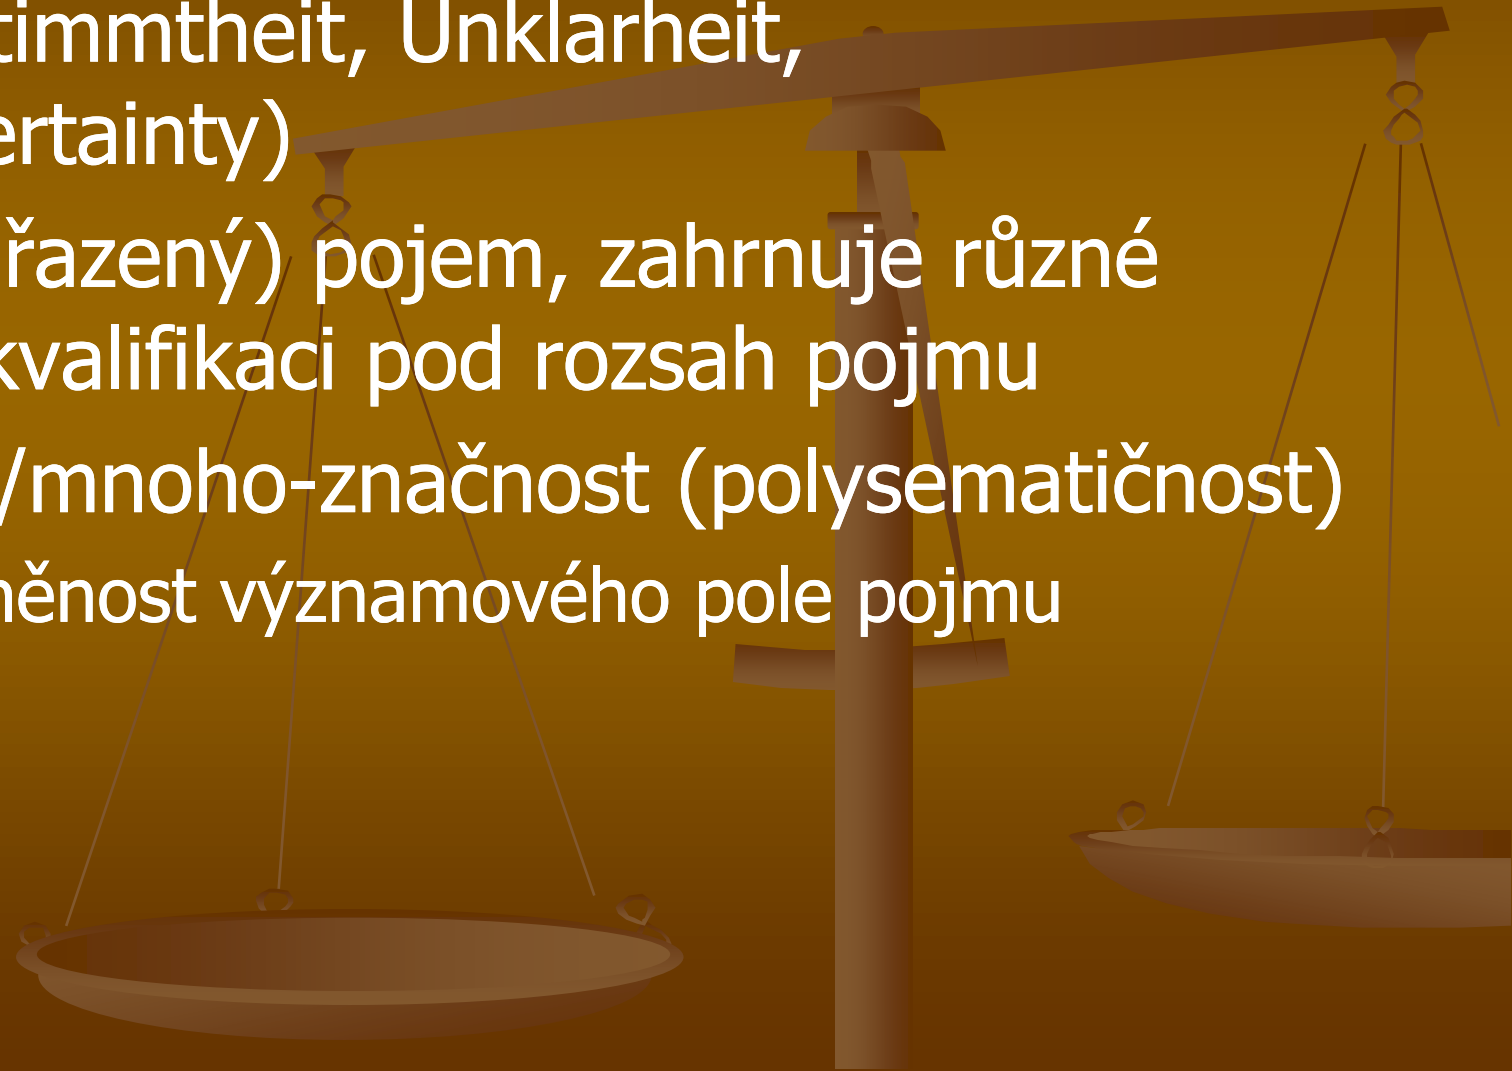 timmtheit, Unklarheit,
ertainty)
řazený) pojem, zahrnuje různé
kvalifikaci pod rozsah pojmu
/mnoho-značnost (polysematičnost)
něnost významového pole pojmu